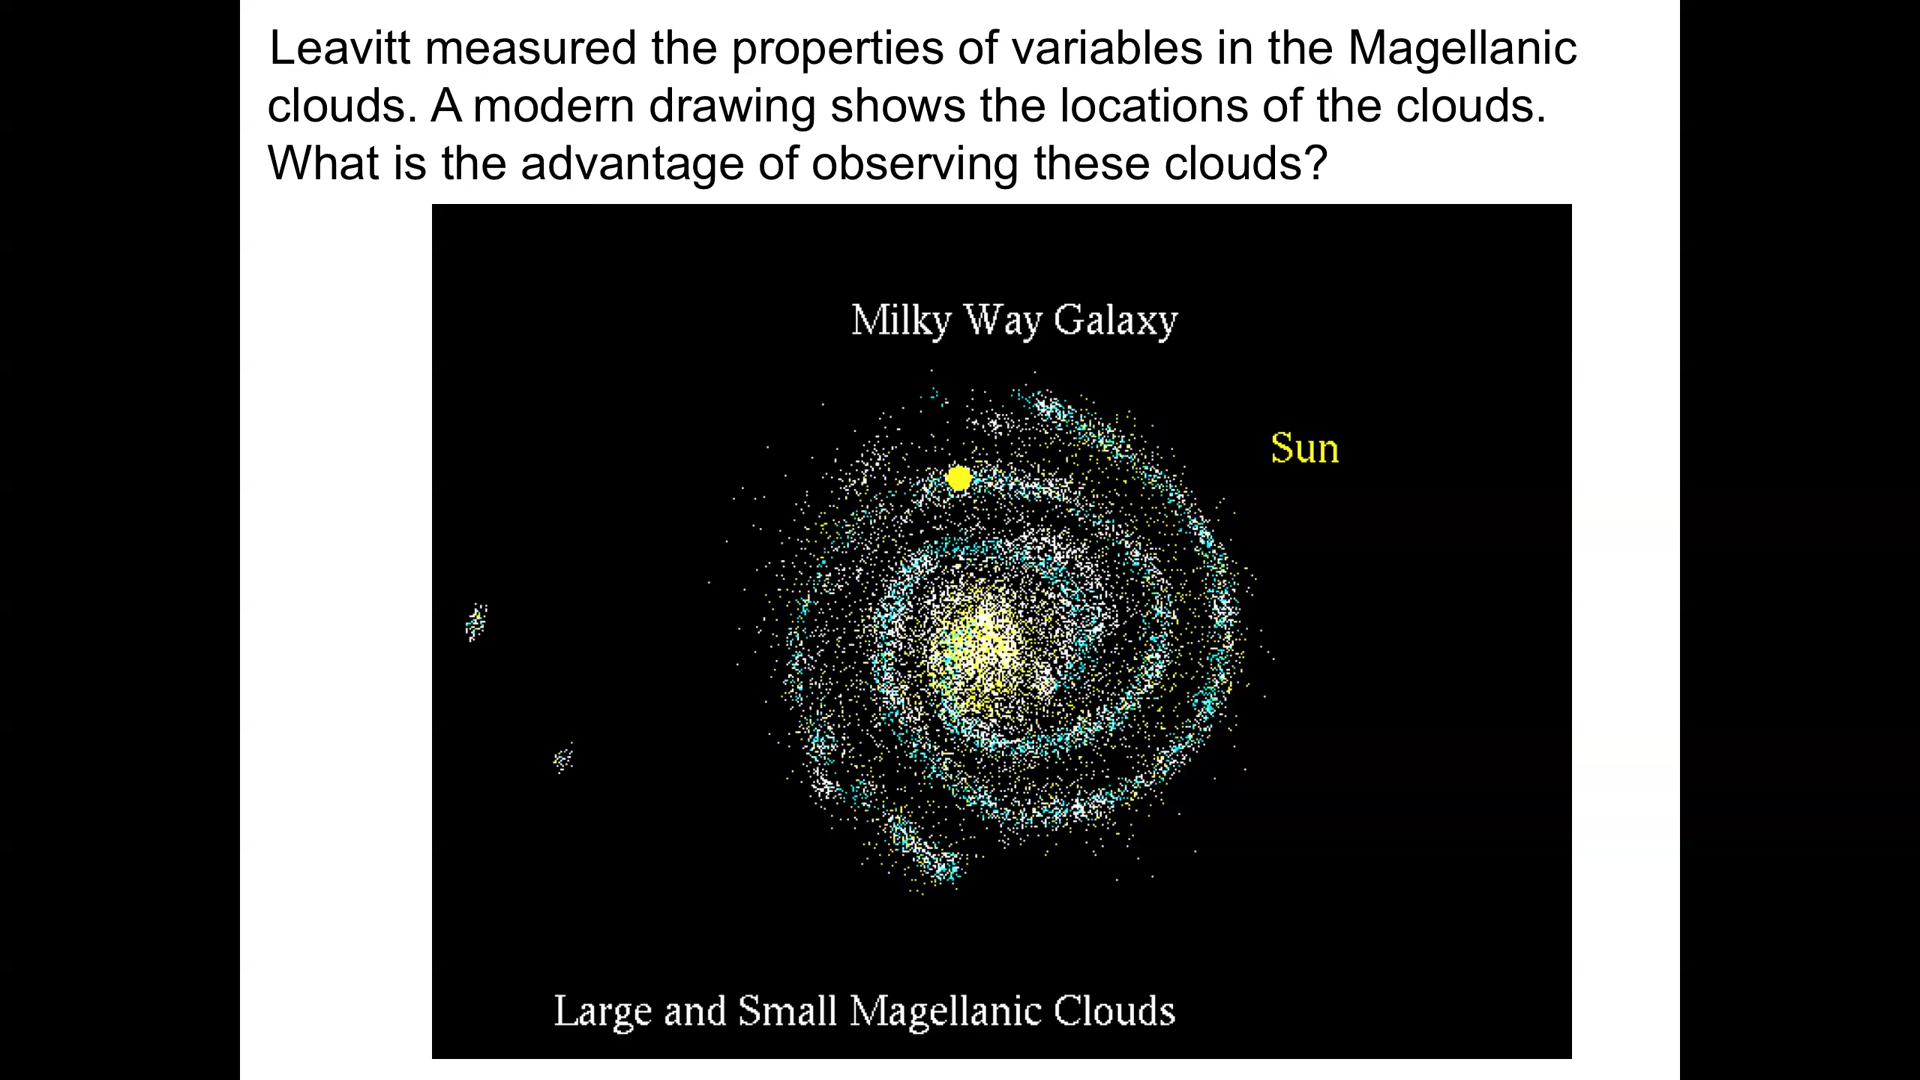 Leavitt measured the properties of variables in the Magellanic
clouds. A modern drawing shows the locations of the clouds.
What is the advantage of observing these clouds?
Milky Way Galaxy
Sun
Large and Small Magellanic Clouds